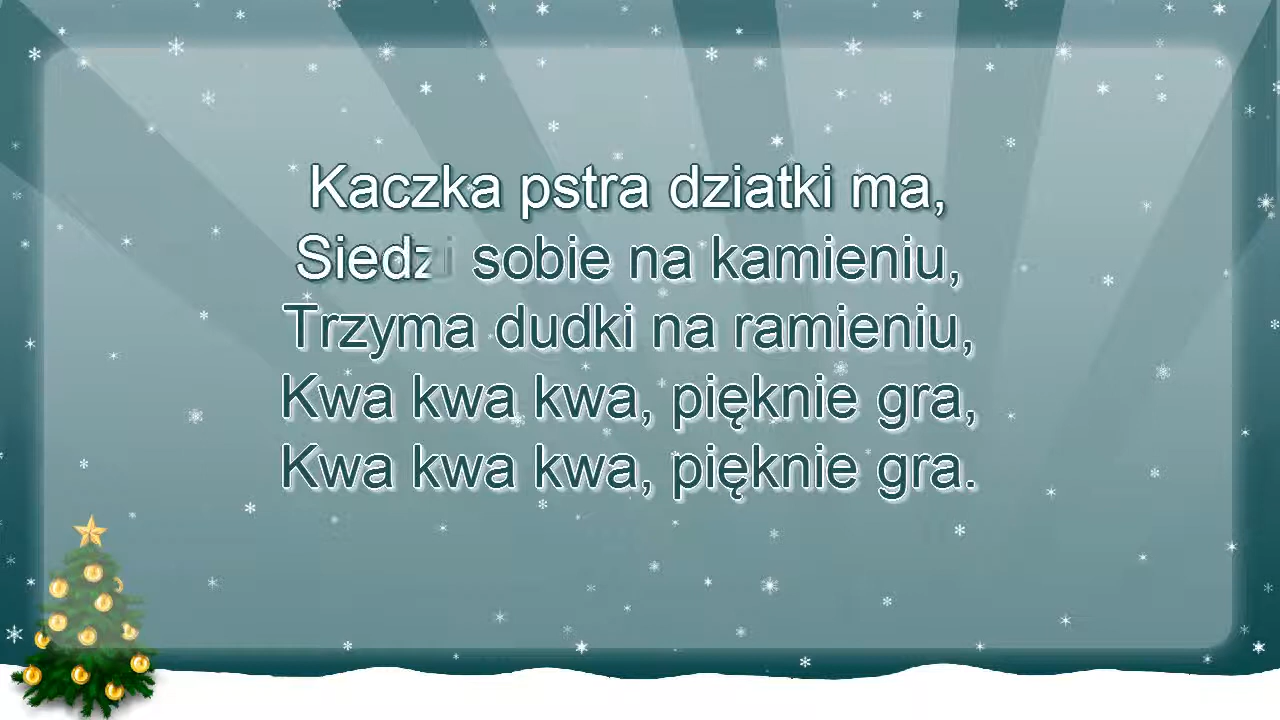 Kaczka pstra dziatki ma,
Siedzi sobie na kamieniu,
Trzyma dudki na ramieniu,
Kwa kwa kwa, pięknie gra,
Kwa kwa kwa, pięknie gra.